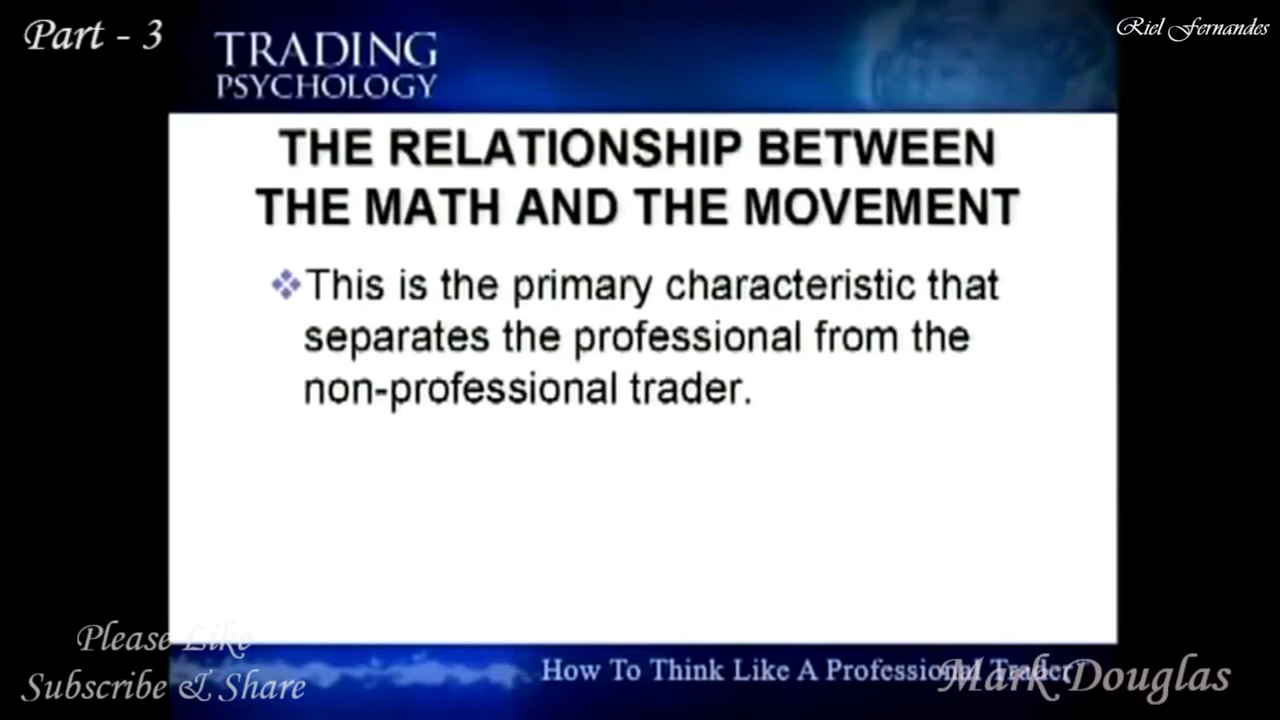 Part - 3
Riel Fernandes
TRADING
PSYCHOLOGY
THE RELATIONSHIP BETWEEN
THE MATH AND THE MOVEMENT
This is the primary characteristic that
separates the professional from the
non-professional trader.
Please Like
Subscribe & Share
How To Think Like A Professional Trader
Mark Douglas